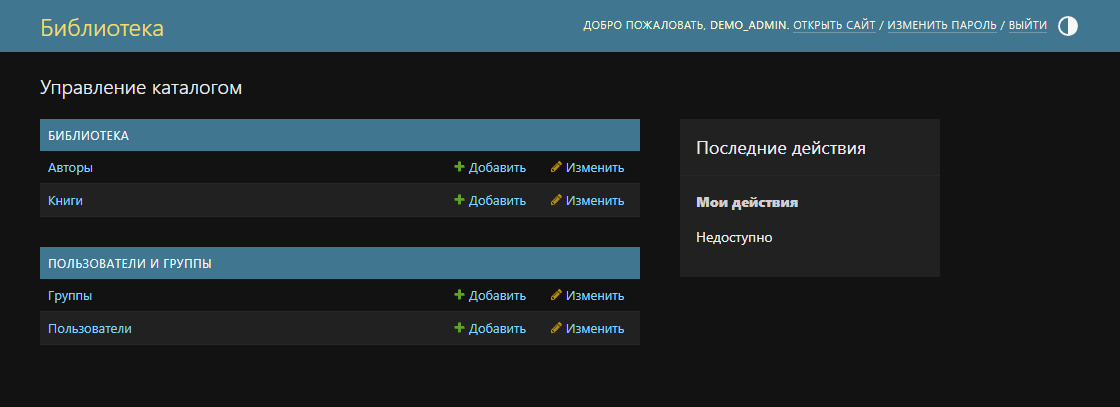 Библиотека
ДОБРО ПОЖАЛОВАТЬ, DEMO_ADMIN. ОТКРЫТЬ САЙТ / ИЗМЕНИТЬ ПАРОЛЬ / ВЫЙТИ
Управление каталогом
БИБЛИОТЕКА
Авторы Добавить Изменить
Книги Добавить Изменить
ПОЛЬЗОВАТЕЛИ И ГРУППЫ
Группы Добавить Изменить
Пользователи Добавить Изменить
Последние действия
Мои действия
Недоступно